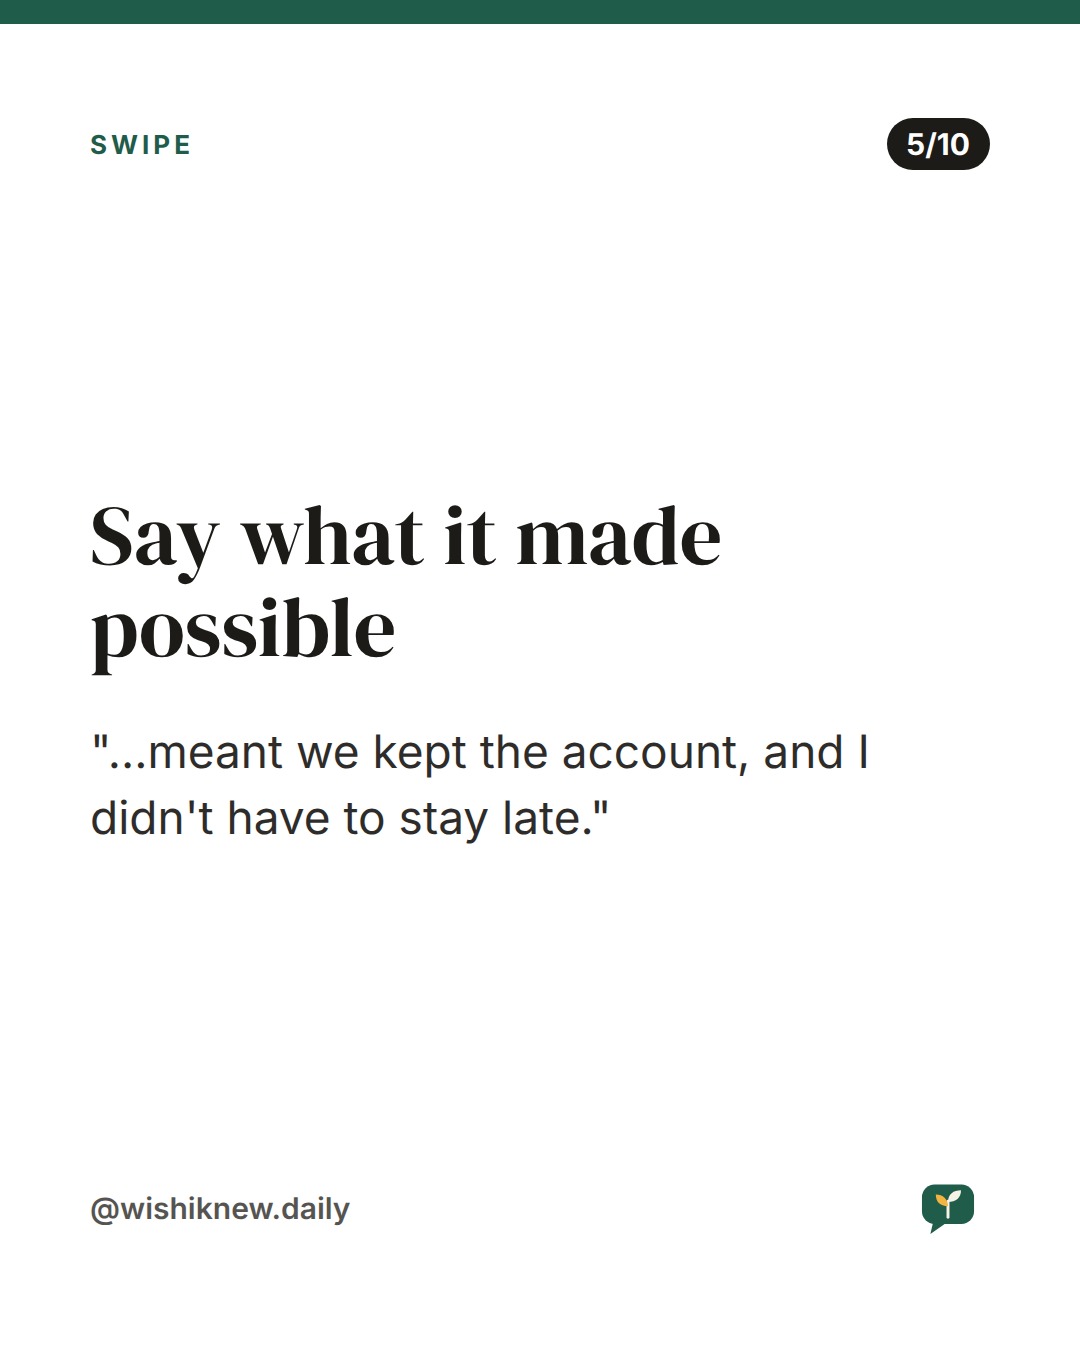 SWIPE
5/10
Say what it made
possible
"...meant we kept the account, and I
didn't have to stay late."
@wishiknew.daily